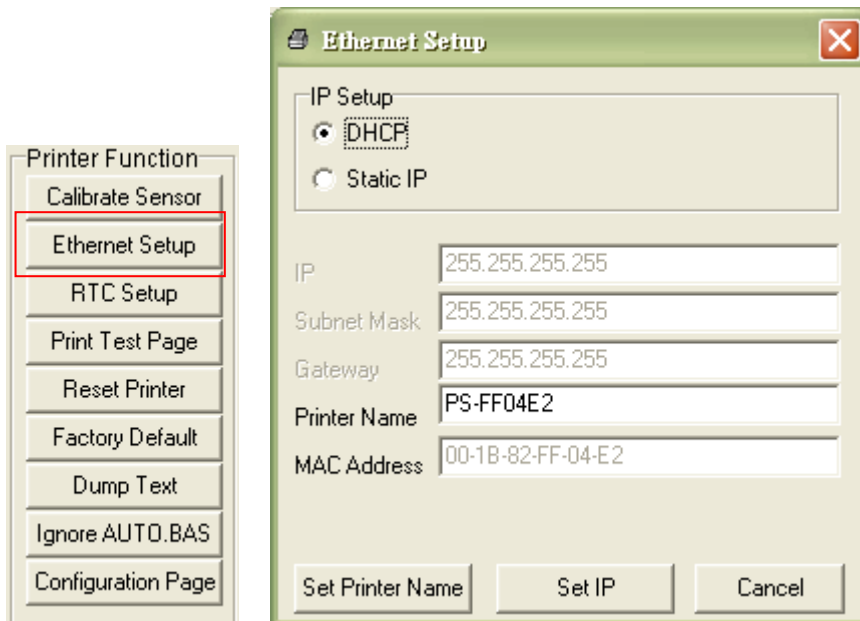 Printer Function
Calibrate Sensor
Ethernet Setup
RTC Setup
Print Test Page
Reset Printer
Factory Default
Dump Text
Ignore AUTO.BAS
Configuration Page
Ethernet Setup
IP Setup
DHCP
Static IP
IP 255.255.255.255
Subnet Mask 255.255.255.255
Gateway 255.255.255.255
Printer Name PS-FF04E2
MAC Address 00-1B-82-FF-04-E2
Set Printer Name Set IP Cancel